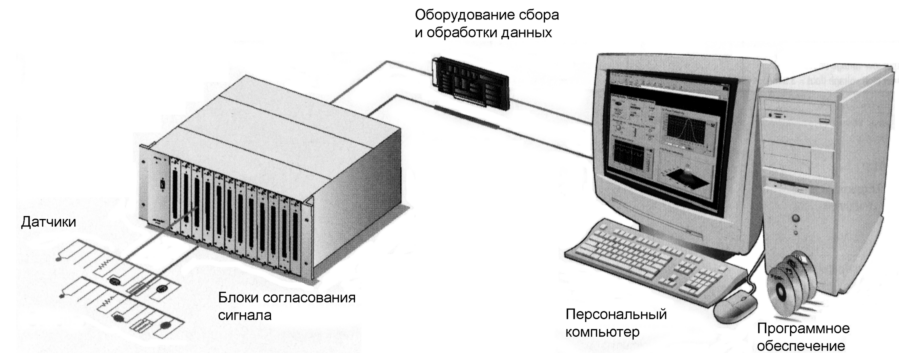 Оборудование сбора
и обработки данных
Датчики
Блоки согласования
сигнала
Персональный
компьютер
Программное
обеспечение